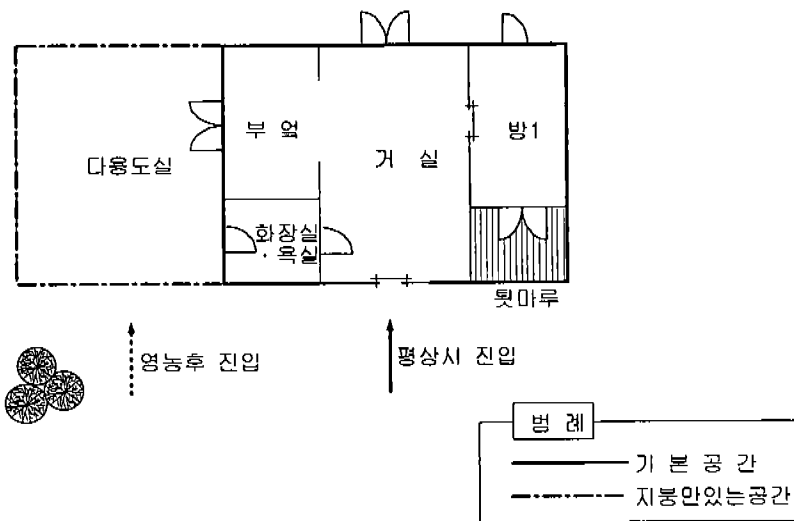 부 엌
방1
거 실
다용도실
화장실
· 욕실
툇마루
영농후 진입
평상시 진입
범 례
기 본 공 간
지붕만있는공간